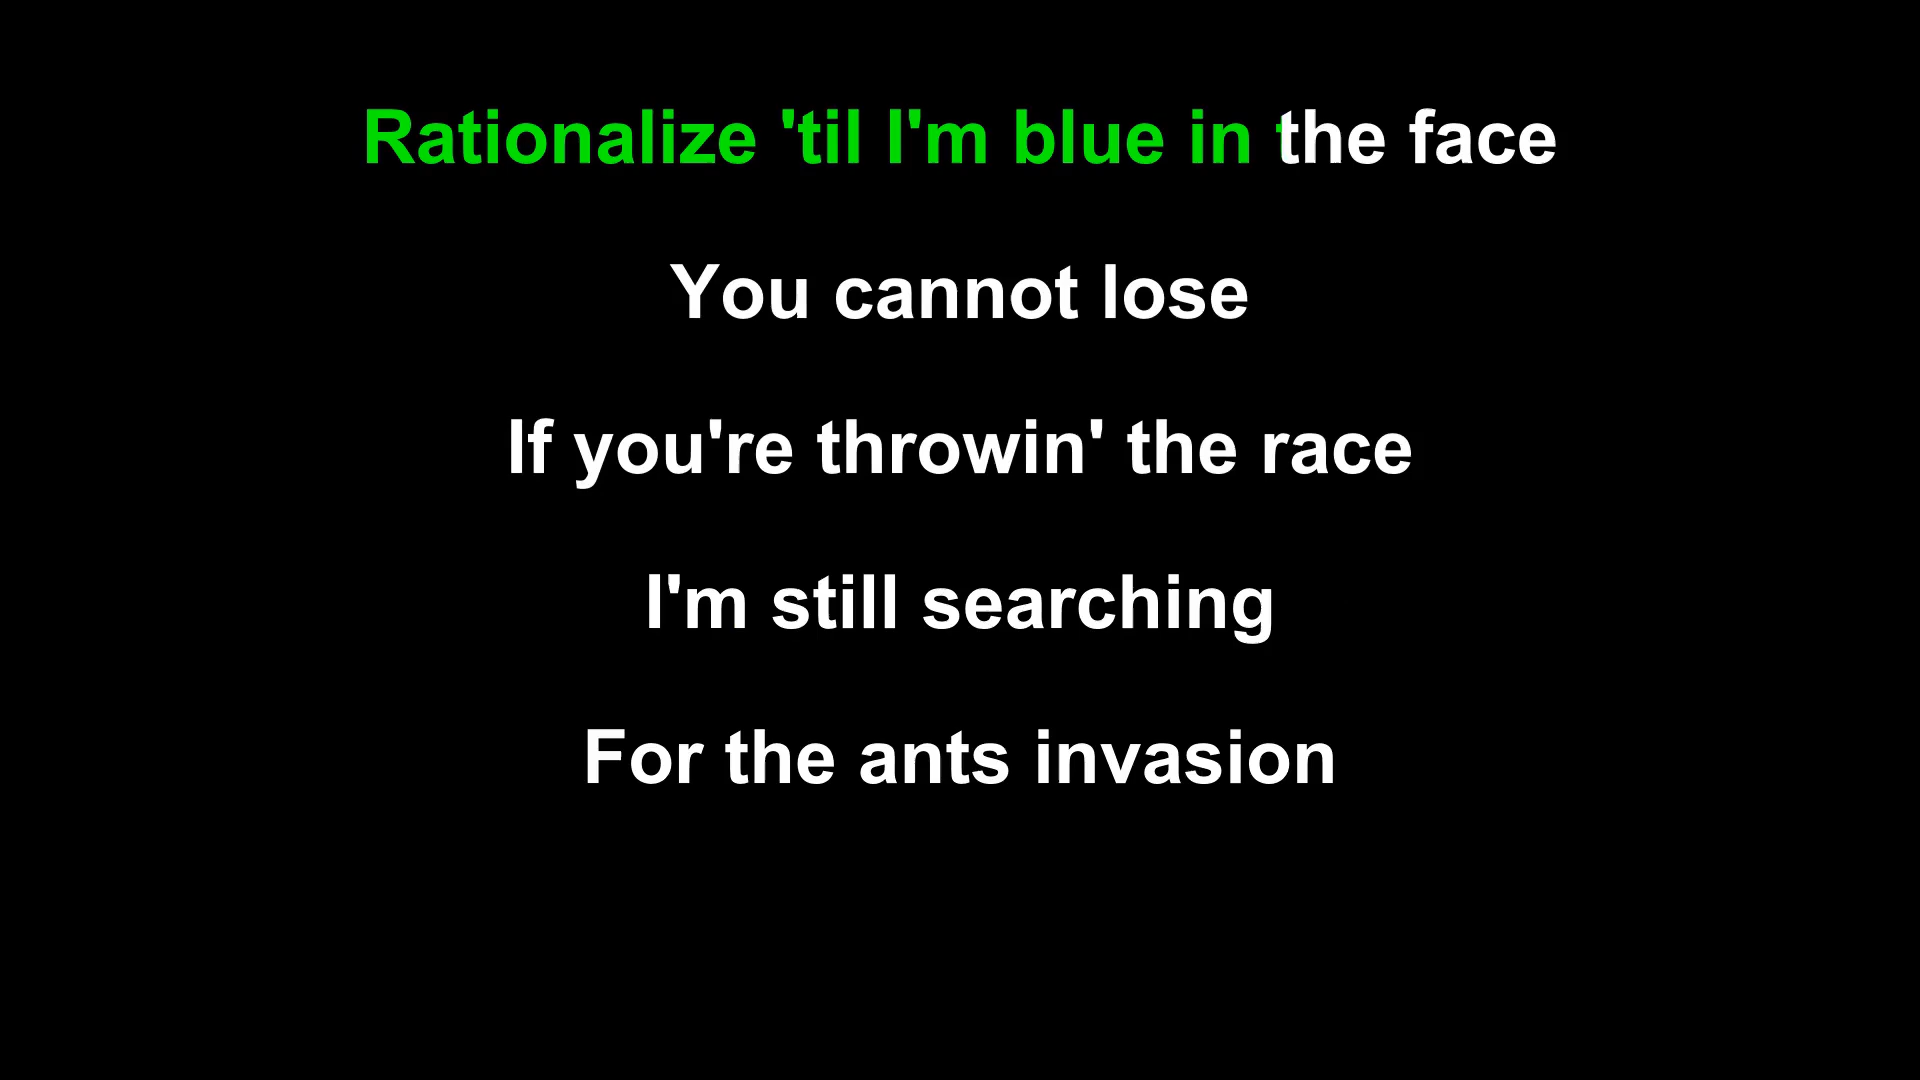 Rationalize 'til I'm blue in the face
You cannot lose
If you're throwin' the race
I'm still searching
For the ants invasion